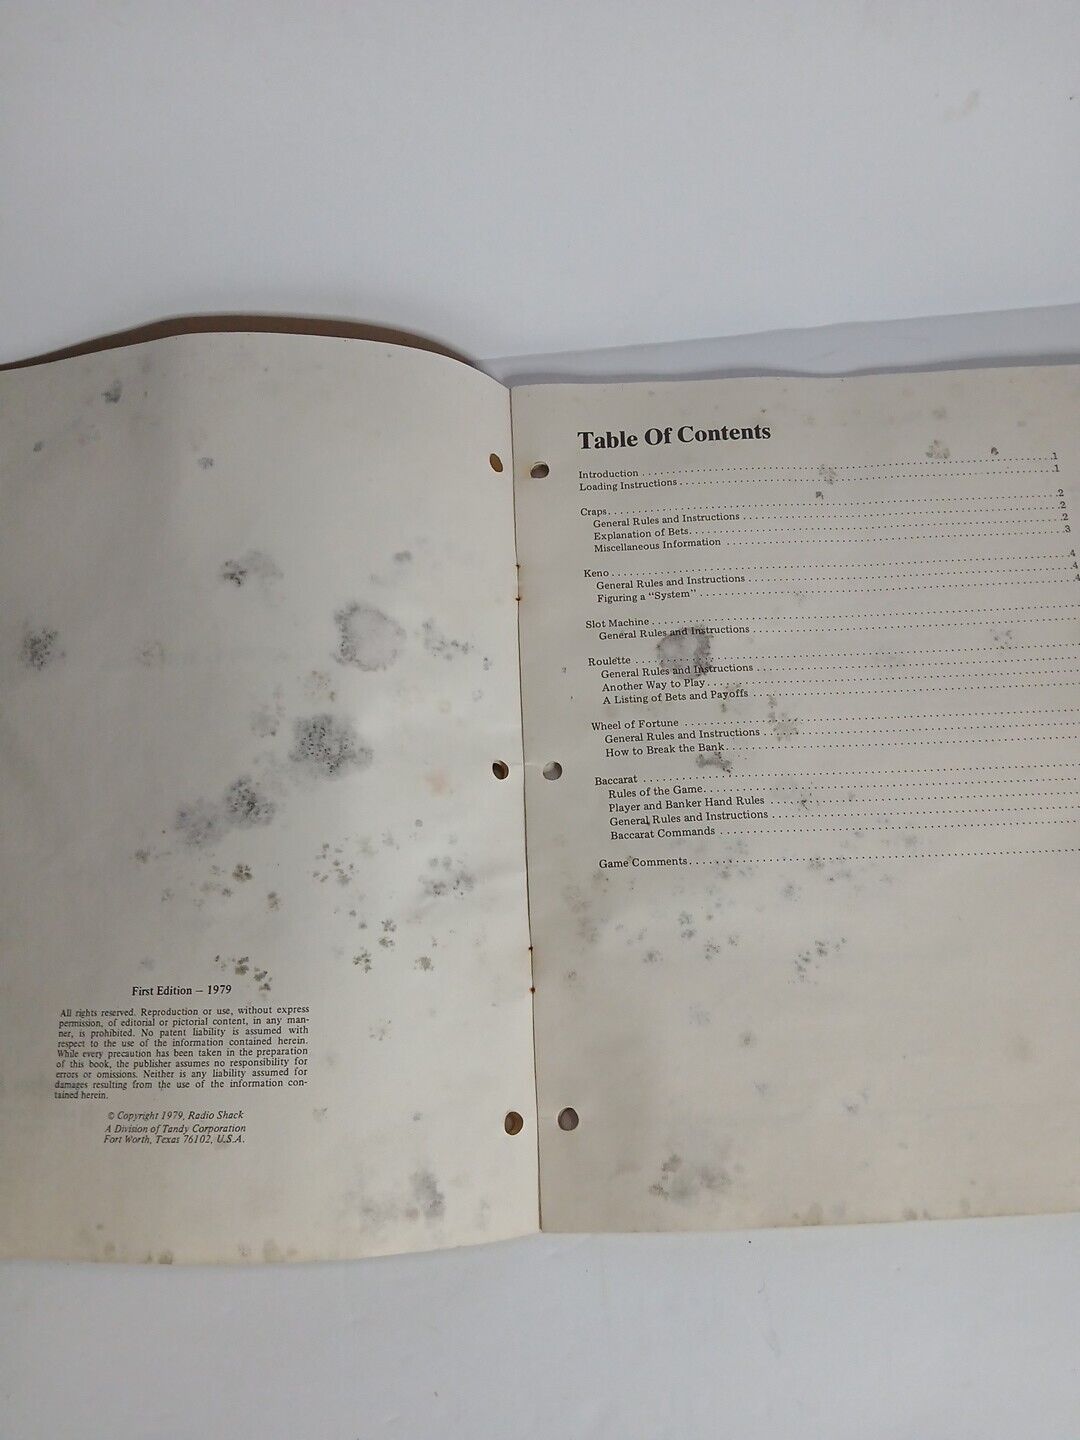 First Edition – 1979
All rights reserved. Reproduction or use, without express
permission, of editorial or pictorial content, in any man-
ner, is prohibited. No patent liability is assumed with
respect to the use of the information contained herein.
While every precaution has been taken in the preparation
of this book, the publisher assumes no responsibility for
errors or omissions. Neither is any liability assumed for
damages resulting from the use of the information con-
tained herein.
© Copyright 1979, Radio Shack
A Division of Tandy Corporation
Fort Worth, Texas 76102, U.S.A.
Table Of Contents
Introduction . . . . . . . . . . 1
Loading Instructions . . . . . . . . . . 1
Craps . . . . . . . . . . 2
General Rules and Instructions . . . . . . . . . . 2
Explanation of Bets . . . . . . . . . . 2
Miscellaneous Information . . . . . . . . . . 3
Keno . . . . . . . . . . 4
General Rules and Instructions . . . . . . . . . . 4
Figuring a "System" . . . . . . . . . . 4
Slot Machine . . . . . . . . . .
General Rules and Instructions . . . . . . . . . .
Roulette . . . . . . . . . .
General Rules and Instructions . . . . . . . . . .
Another Way to Play . . . . . . . . . .
A Listing of Bets and Payoffs . . . . . . . . . .
Wheel of Fortune . . . . . . . . . .
General Rules and Instructions . . . . . . . . . .
How to Break the Bank . . . . . . . . . .
Baccarat . . . . . . . . . .
Rules of the Game . . . . . . . . . .
Player and Banker Hand Rules . . . . . . . . . .
General Rules and Instructions . . . . . . . . . .
Baccarat Commands . . . . . . . . . .
Game Comments . . . . . . . . . .